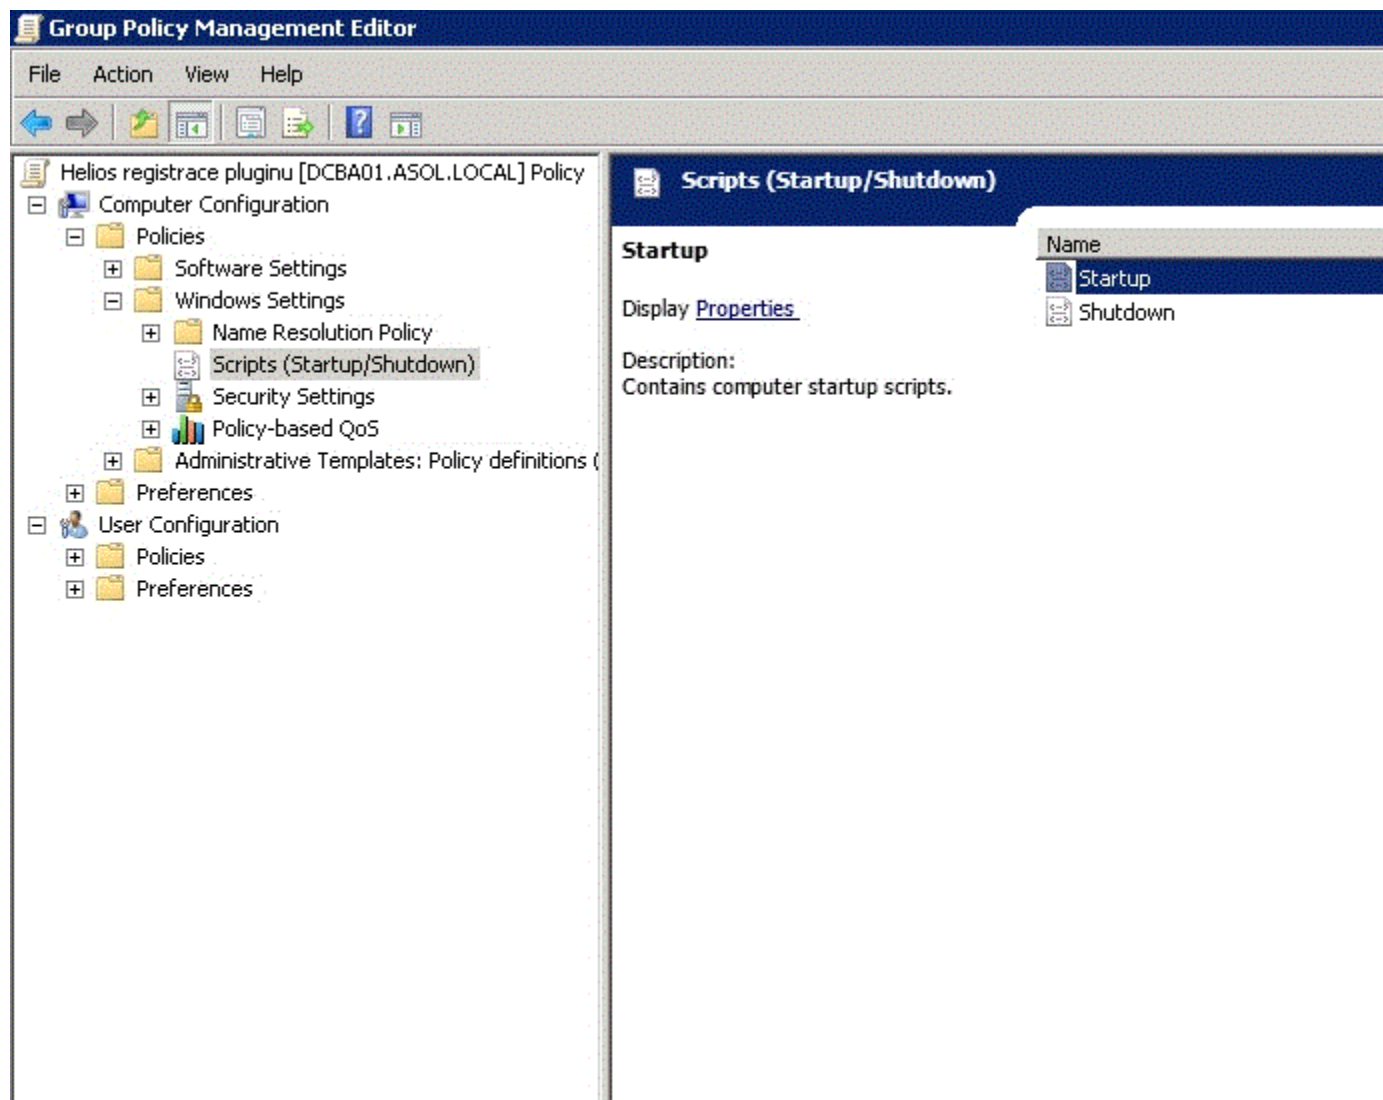 Group Policy Management Editor
File Action View Help
Helios registrace pluginu [DCBA01.ASOL.LOCAL] Policy
Computer Configuration
Policies
Software Settings
Windows Settings
Name Resolution Policy
Scripts (Startup/Shutdown)
Security Settings
Policy-based QoS
Administrative Templates: Policy definitions (
Preferences
User Configuration
Policies
Preferences
Scripts (Startup/Shutdown)
Startup
Display Properties
Description:
Contains computer startup scripts.
Name
Startup
Shutdown